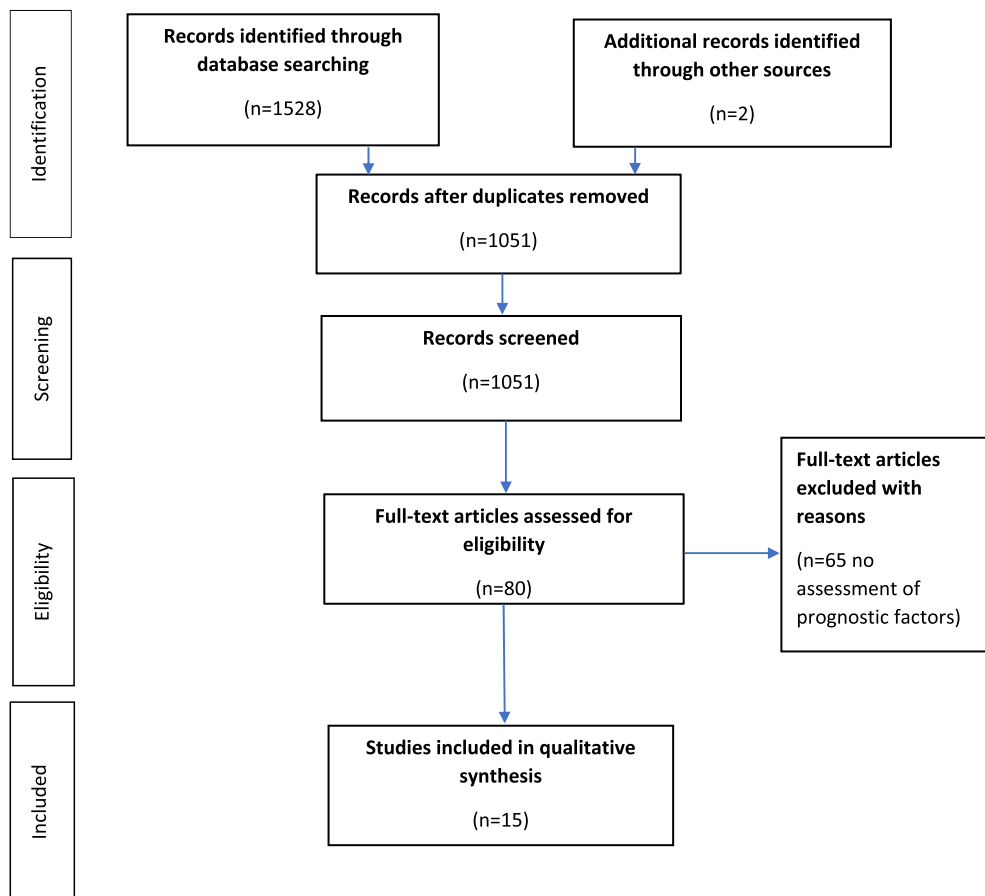 Identification
Records identified through
database searching
(n=1528)
Additional records identified
through other sources
(n=2)
Records after duplicates removed
(n=1051)
Screening
Records screened
(n=1051)
Eligibility
Full-text articles assessed for
eligibility
(n=80)
Full-text articles
excluded with
reasons
(n=65 no
assessment of
prognostic factors)
Included
Studies included in qualitative
synthesis
(n=15)